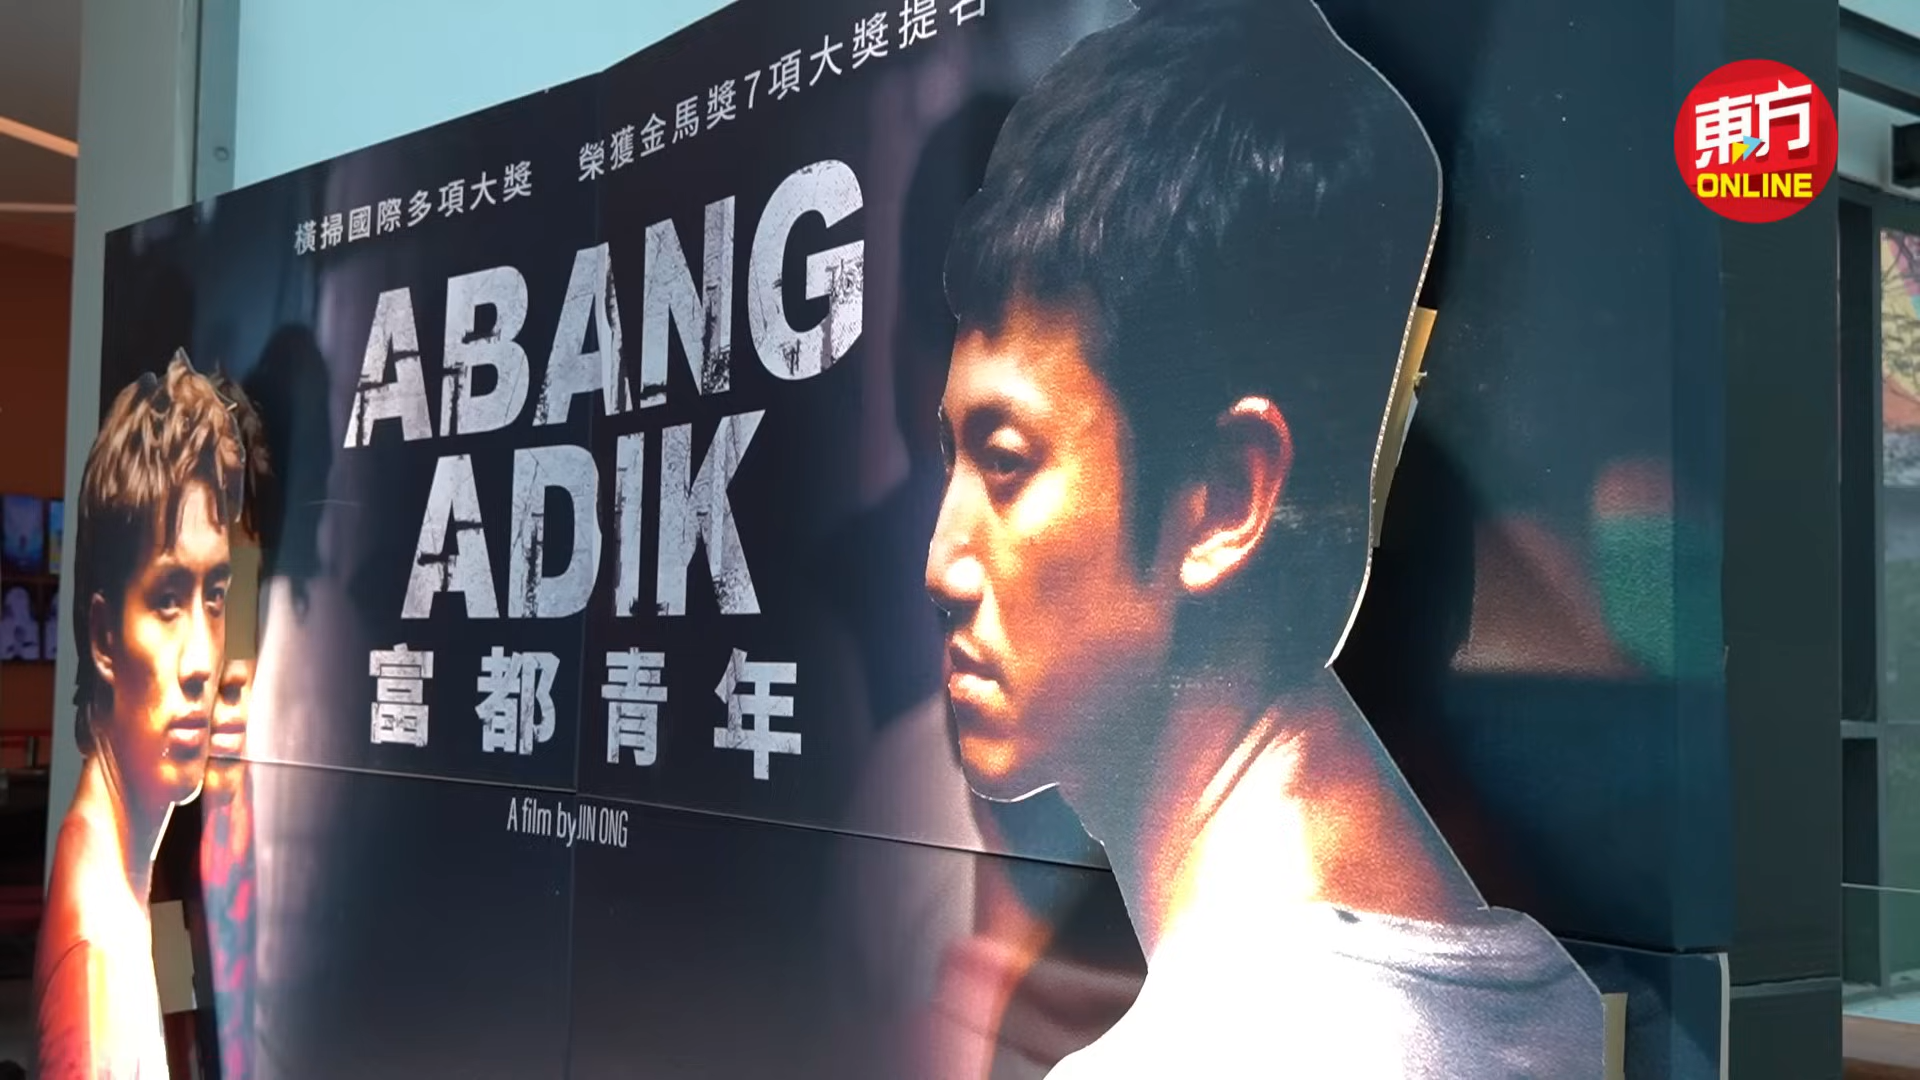 橫掃國際多項大獎 榮獲金馬獎7項大獎提名
ABANG
ADIK
富都青年
A film by JIN ONG
東方
ONLINE